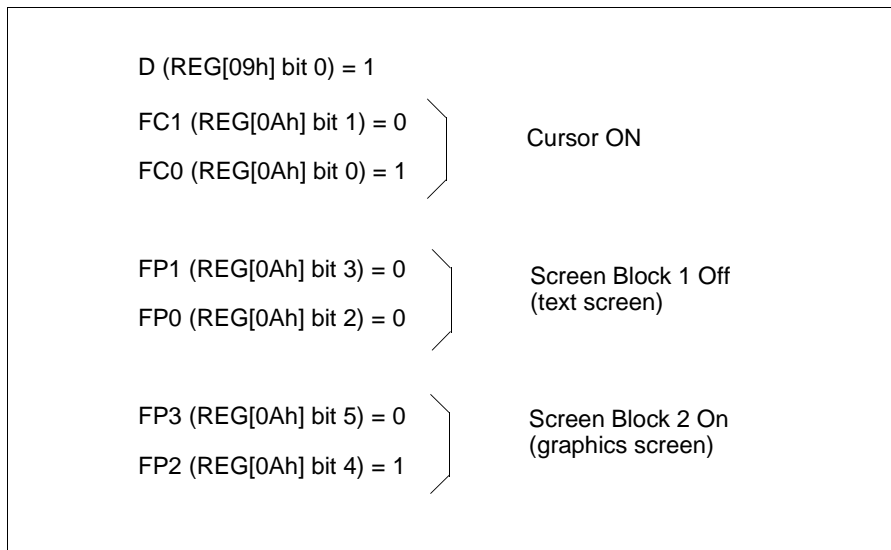 D (REG[09h] bit 0) = 1
FC1 (REG[0Ah] bit 1) = 0
FC0 (REG[0Ah] bit 0) = 1
Cursor ON
FP1 (REG[0Ah] bit 3) = 0
FP0 (REG[0Ah] bit 2) = 0
Screen Block 1 Off
(text screen)
FP3 (REG[0Ah] bit 5) = 0
FP2 (REG[0Ah] bit 4) = 1
Screen Block 2 On
(graphics screen)